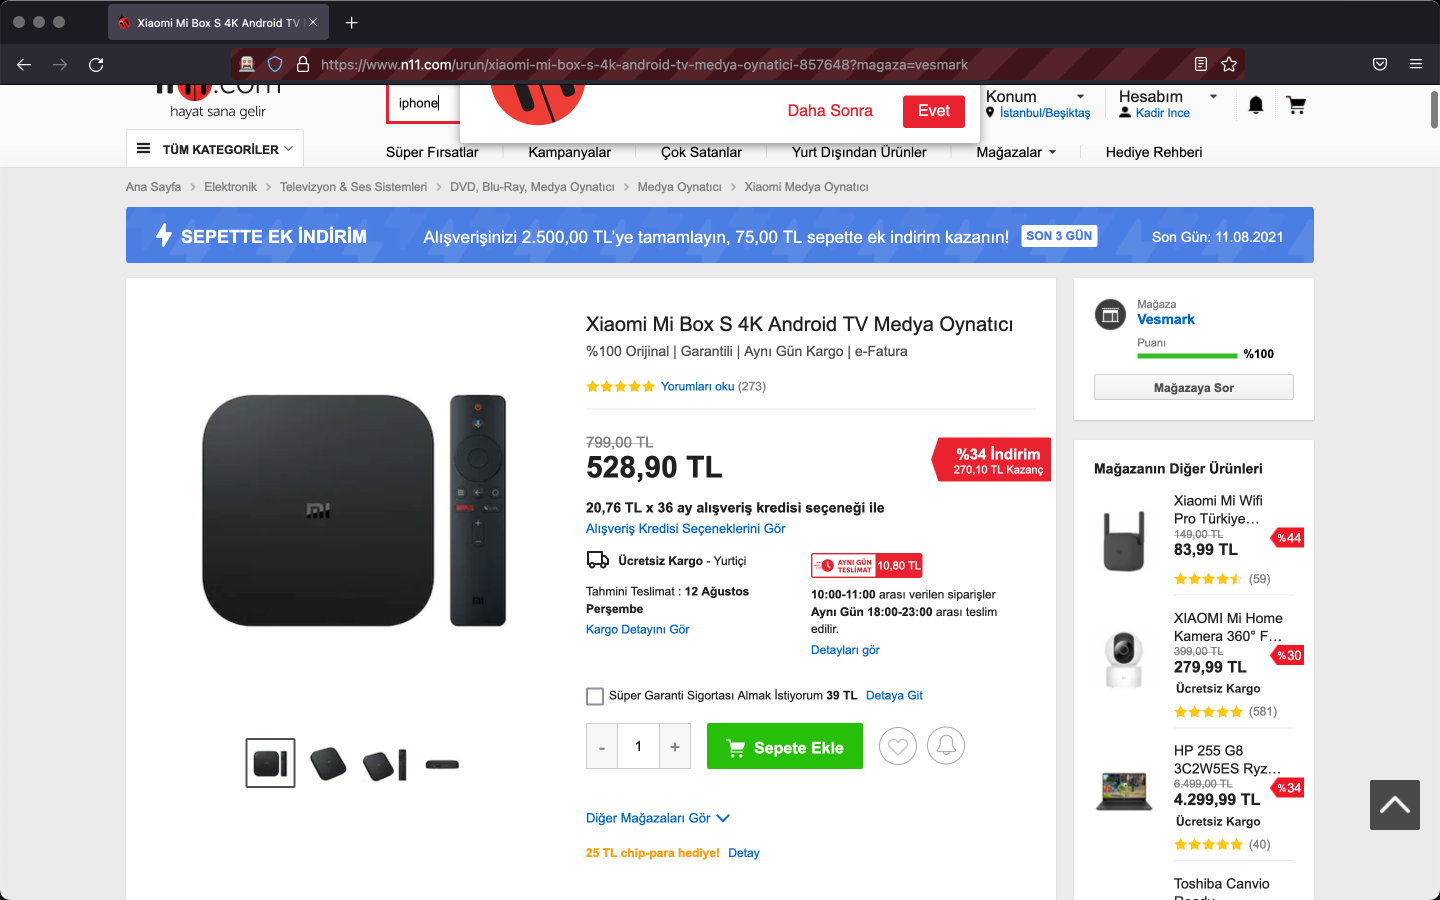 Xiaomi Mi Box S 4K Android TV
https://www.n11.com/urun/xiaomi-mi-box-s-4k-android-tv-medya-oynatici-857648?magaza=vesmark
hayat sana gelir
iphone
Daha Sonra
Evet
Konum
İstanbul/Beşiktaş
Hesabım
Kadir Ince
TÜM KATEGORİLER
Süper Fırsatlar
Kampanyalar
Çok Satanlar
Yurt Dışından Ürünler
Mağazalar
Hediye Rehberi
Ana Sayfa > Elektronik > Televizyon & Ses Sistemleri > DVD, Blu-Ray, Medya Oynatıcı > Medya Oynatıcı > Xiaomi Medya Oynatıcı
SEPETTE EK İNDİRİM
Alışverişinizi 2.500,00 TL'ye tamamlayın, 75,00 TL sepette ek indirim kazanın!
SON 3 GÜN
Son Gün: 11.08.2021
Xiaomi Mi Box S 4K Android TV Medya Oynatıcı
%100 Orijinal | Garantili | Aynı Gün Kargo | e-Fatura
Yorumları oku (273)
799,00 TL
528,90 TL
%34 İndirim
270,10 TL Kazanç
20,76 TL x 36 ay alışveriş kredisi seçeneği ile
Alışveriş Kredisi Seçeneklerini Gör
Ücretsiz Kargo - Yurtiçi
Tahmini Teslimat : 12 Ağustos
Perşembe
Kargo Detayını Gör
AYNI GÜN
TESLİMAT
10,80 TL
10:00-11:00 arası verilen siparişler
Aynı Gün 18:00-23:00 arası teslim
edilir.
Detayları gör
Süper Garanti Sigortası Almak İstiyorum 39 TL Detaya Git
- 1 +
Sepete Ekle
Diğer Mağazaları Gör
25 TL chip-para hediye! Detay
Mağaza
Vesmark
Puanı
%100
Mağazaya Sor
Mağazanın Diğer Ürünleri
Xiaomi Mi Wifi
Pro Türkiye...
149,00 TL
83,99 TL
%44
(59)
XIAOMI Mi Home
Kamera 360° F...
399,00 TL
279,99 TL
%30
Ücretsiz Kargo
(581)
HP 255 G8
3C2W5ES Ryz...
6.499,00 TL
4.299,99 TL
%34
Ücretsiz Kargo
(40)
Toshiba Canvio